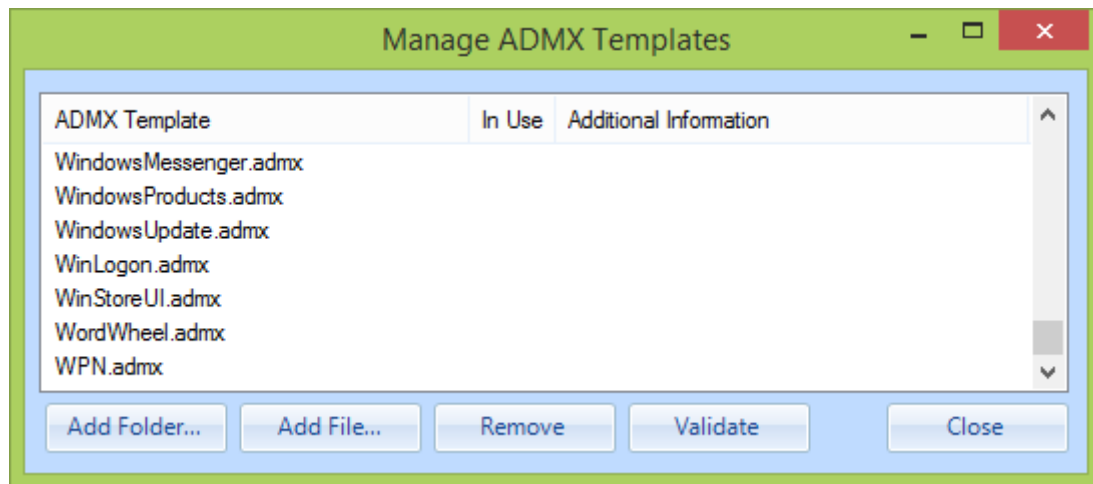 Manage ADMX Templates
ADMX Template In Use Additional Information
WindowsMessenger.admx
WindowsProducts.admx
WindowsUpdate.admx
WinLogon.admx
WinStoreUI.admx
WordWheel.admx
WPN.admx
Add Folder... Add File... Remove Validate Close